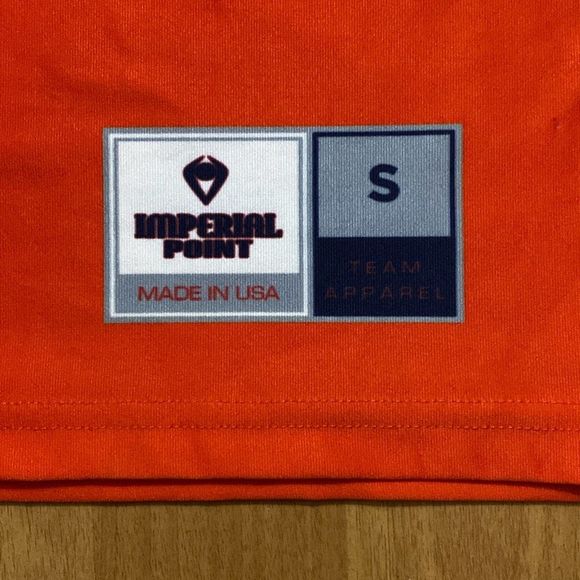 IMPERIAL
POINT
MADE IN USA
S
TEAM
APPAREL